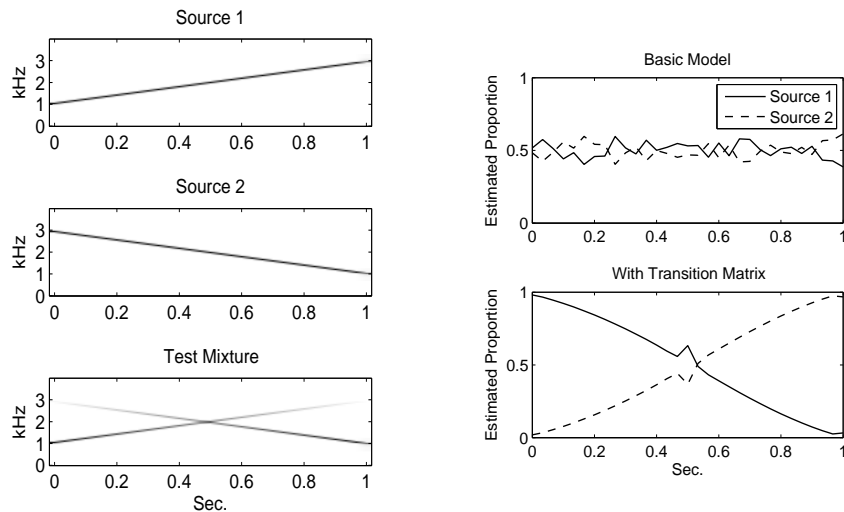 Source 1
kHz
3
2
1
0
0 0.2 0.4 0.6 0.8 1
Source 2
kHz
3
2
1
0
0 0.2 0.4 0.6 0.8 1
Test Mixture
kHz
3
2
1
0
0 0.2 0.4 0.6 0.8 1
Sec.
Basic Model
Estimated Proportion
1
0.5
0
Source 1
Source 2
0 0.2 0.4 0.6 0.8 1
With Transition Matrix
Estimated Proportion
1
0.5
0
0 0.2 0.4 0.6 0.8 1
Sec.